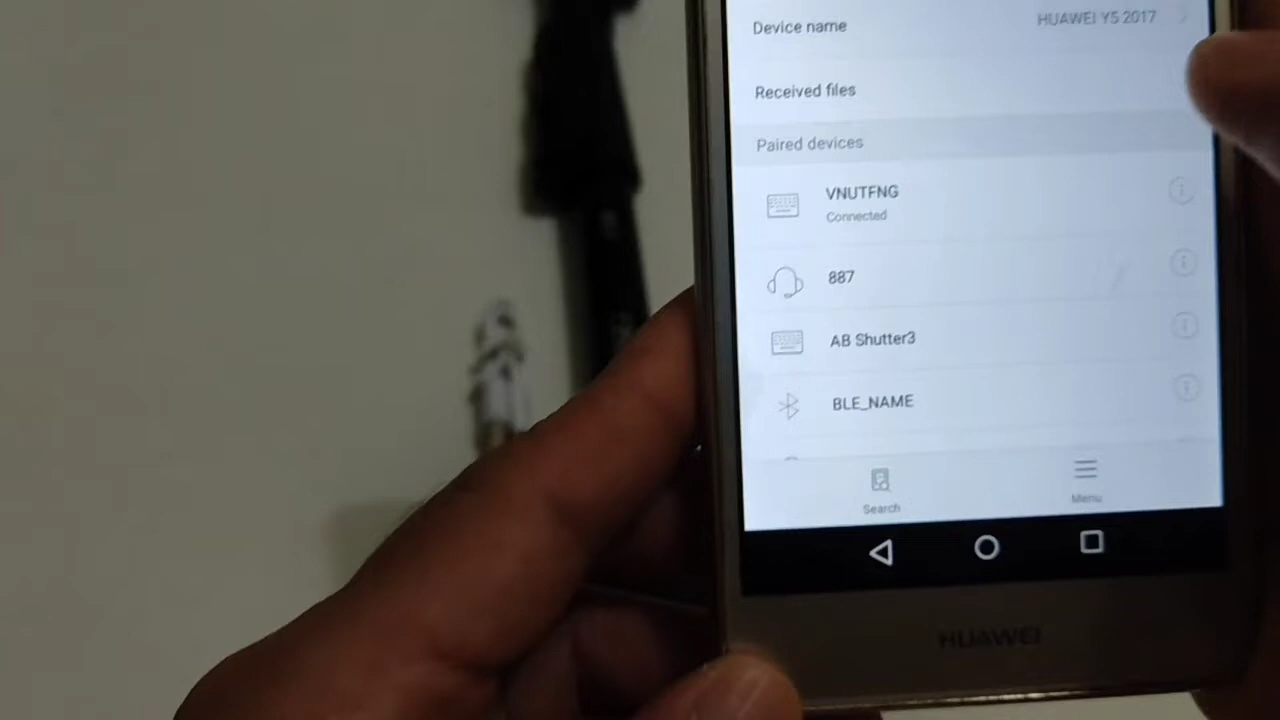 Device name HUAWEI Y5 2017
Received files
Paired devices
VNUTFNG
Connected
887
AB Shutter3
BLE_NAME
Search Menu
HUAWEI